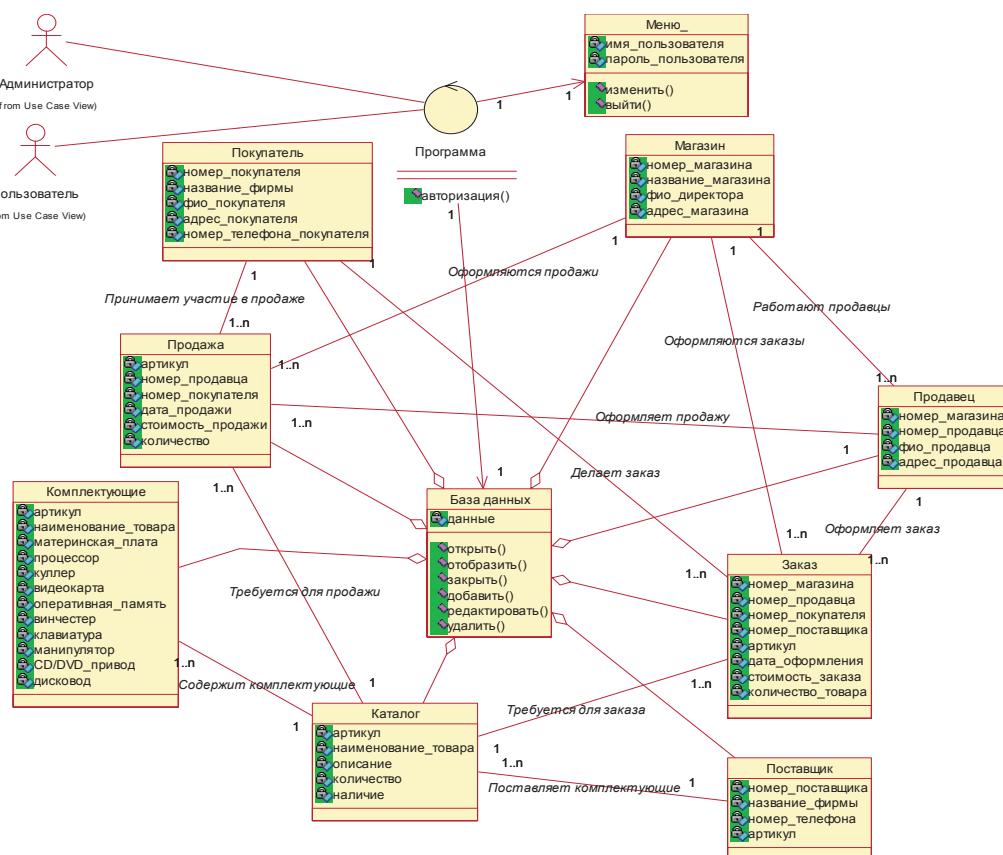 Меню_
имя_пользователя
пароль_пользователя
изменить()
выйти()
Администратор
from Use Case View)
1
1
Программа
авторизация()
1
ользователь
om Use Case View)
Покупатель
номер_покупателя
название_фирмы
фио_покупателя
адрес_покупателя
номер_телефона_покупателя
Магазин
номер_магазина
название_магазина
фио_директора
адрес_магазина
1
1
1
1
1
Оформляются продажи
Принимает участие в продаже
Работают продавцы
1..n
Оформляются заказы
Продажа
артикул
номер_продавца
номер_покупателя
дата_продажи
стоимость_продажи
количество
1..n
1..n
1..n
Оформляет продажу
Продавец
номер_магазина
номер_продавца
фио_продавца
адрес_продавца
1
1
1..n
1
Делает заказ
Комплектующие
артикул
наименование_товара
материнская_плата
процессор
куллер
видеокарта
оперативная_память
винчестер
клавиатура
манипулятор
CD/DVD_привод
дисковод
База данных
данные
открыть()
отобразить()
закрыть()
добавить()
редактировать()
удалить()
1..n
Оформляет заказ
1..n
1..n
Заказ
номер_магазина
номер_продавца
номер_покупателя
номер_поставщика
артикул
дата_оформления
стоимость_заказа
количество_товара
Требуется для продажи
1..n
Содержит комплектующие
1
1
1..n
Требуется для заказа
Каталог
артикул
наименование_товара
описание
количество
наличие
1
1..n
Поставляет комплектующие
1
Поставщик
номер_поставщика
название_фирмы
номер_телефона
артикул